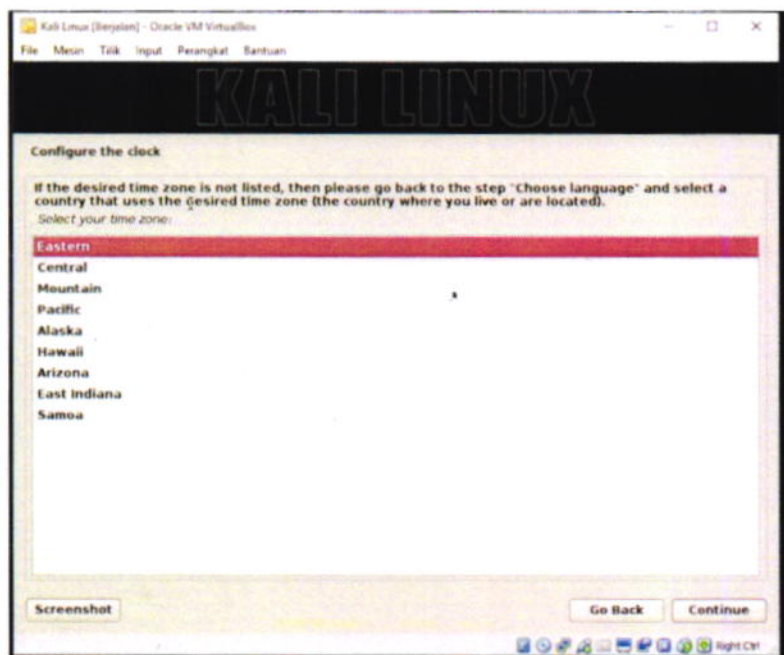 Kali Linux [Berjalan] - Oracle VM VirtualBox
File Mesin Tilik Input Perangkat Bantuan
KALI LINUX
Configure the clock
If the desired time zone is not listed, then please go back to the step "Choose language" and select a
country that uses the desired time zone (the country where you live or are located).
Select your time zone:
Eastern
Central
Mountain
Pacific
Alaska
Hawaii
Arizona
East Indiana
Samoa
Screenshot Go Back Continue
Right Ctrl